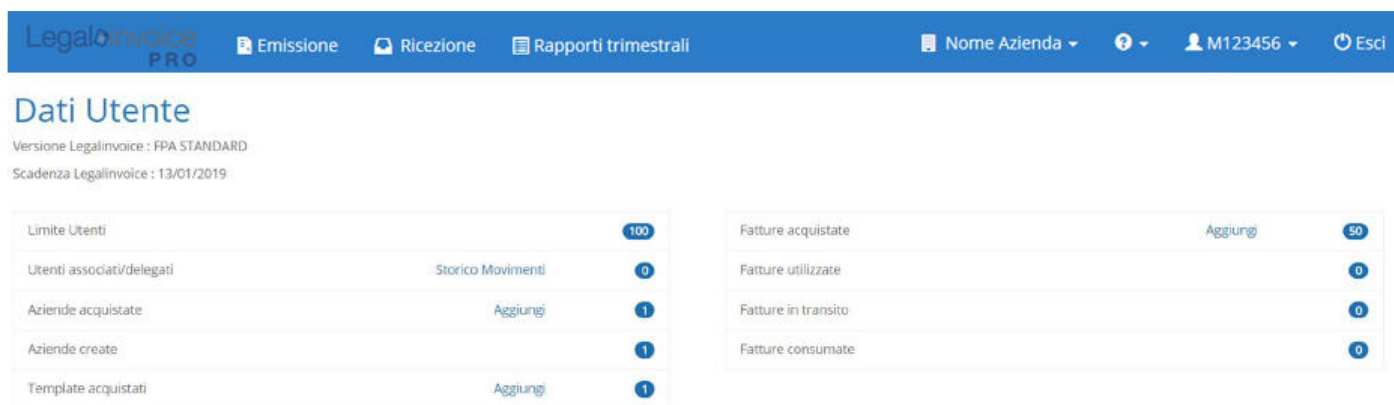 Legalinvoice PRO Emissione Ricezione Rapporti trimestrali Nome Azienda M123456 Esci
Dati Utente
Versione Legalinvoice : FPA STANDARD
Scadenza Legalinvoice : 13/01/2019
Limite Utenti 100
Utenti associati/delegati Storico Movimenti 0
Aziende acquistate Aggiungi 1
Aziende create 1
Template acquistati Aggiungi 1
Fatture acquistate Aggiungi 50
Fatture utilizzate 0
Fatture in transito 0
Fatture consumate 0